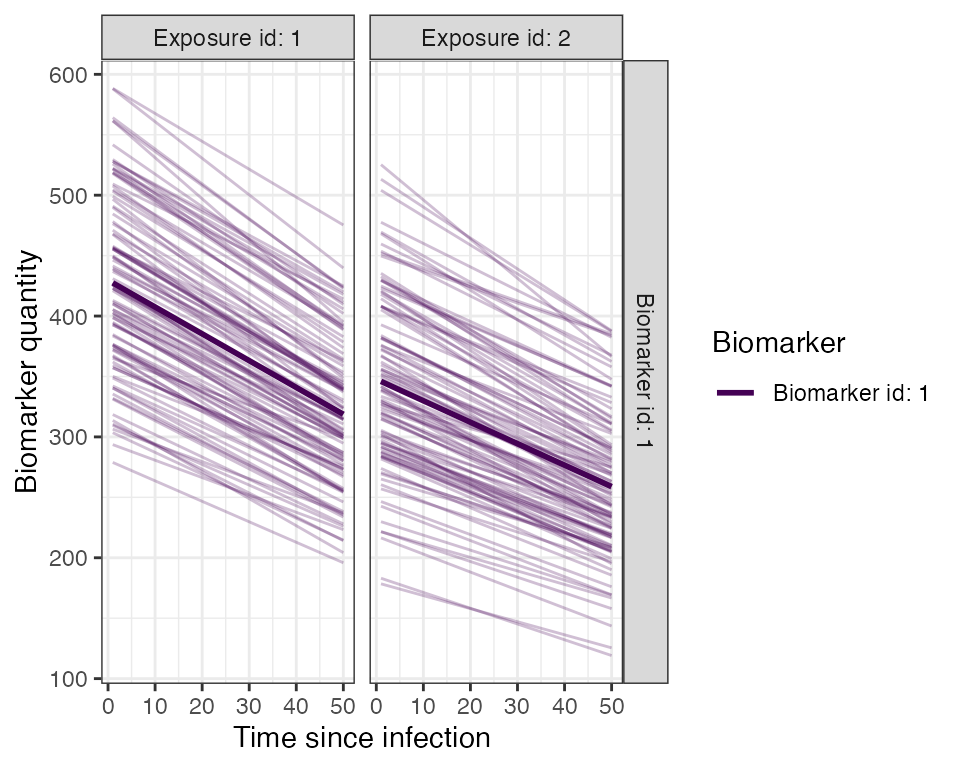 Exposure id: 1
Exposure id: 2
Biomarker quantity
600
500
400
300
200
100
0 10 20 30 40 50
0 10 20 30 40 50
Time since infection
Biomarker id: 1
Biomarker
Biomarker id: 1